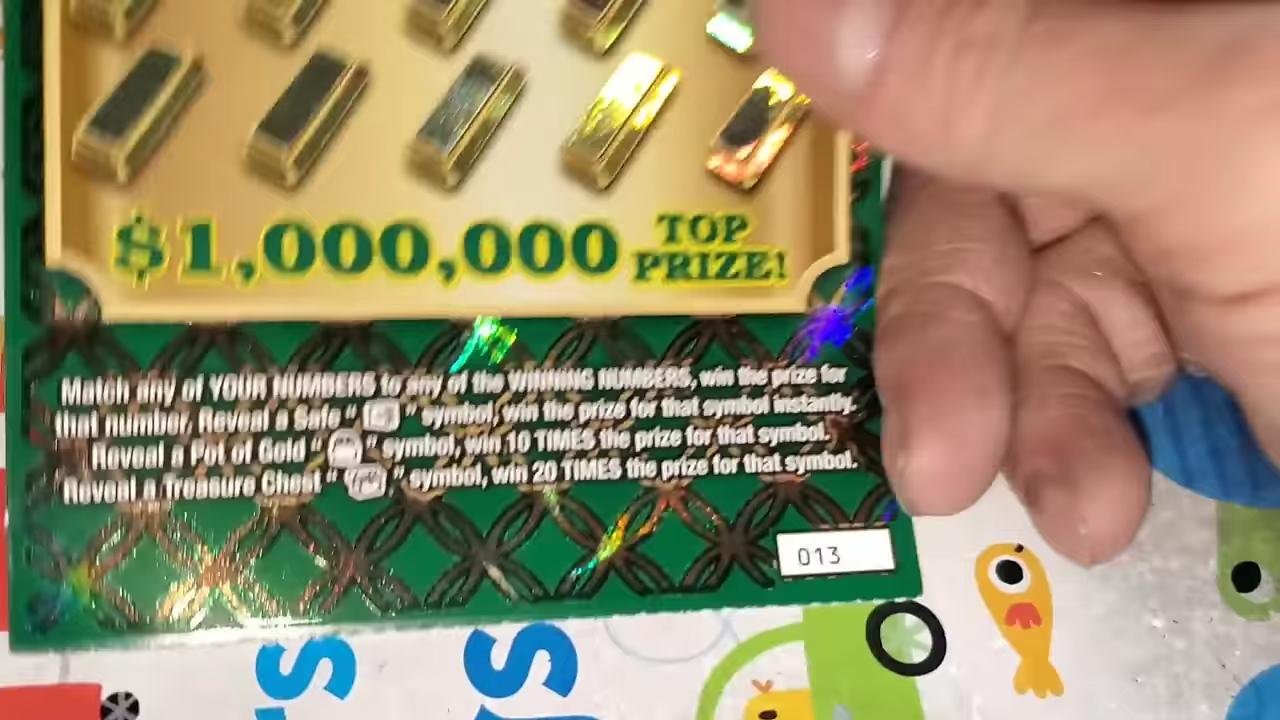 $1,000,000 TOP PRIZE!
Match any of YOUR NUMBERS to any of the WINNING NUMBERS, win the prize for
that number. Reveal a Safe " " symbol, win the prize for that symbol instantly.
Reveal a Pot of Gold " " symbol, win 10 TIMES the prize for that symbol.
Reveal a Treasure Chest " " symbol, win 20 TIMES the prize for that symbol.
013
S S